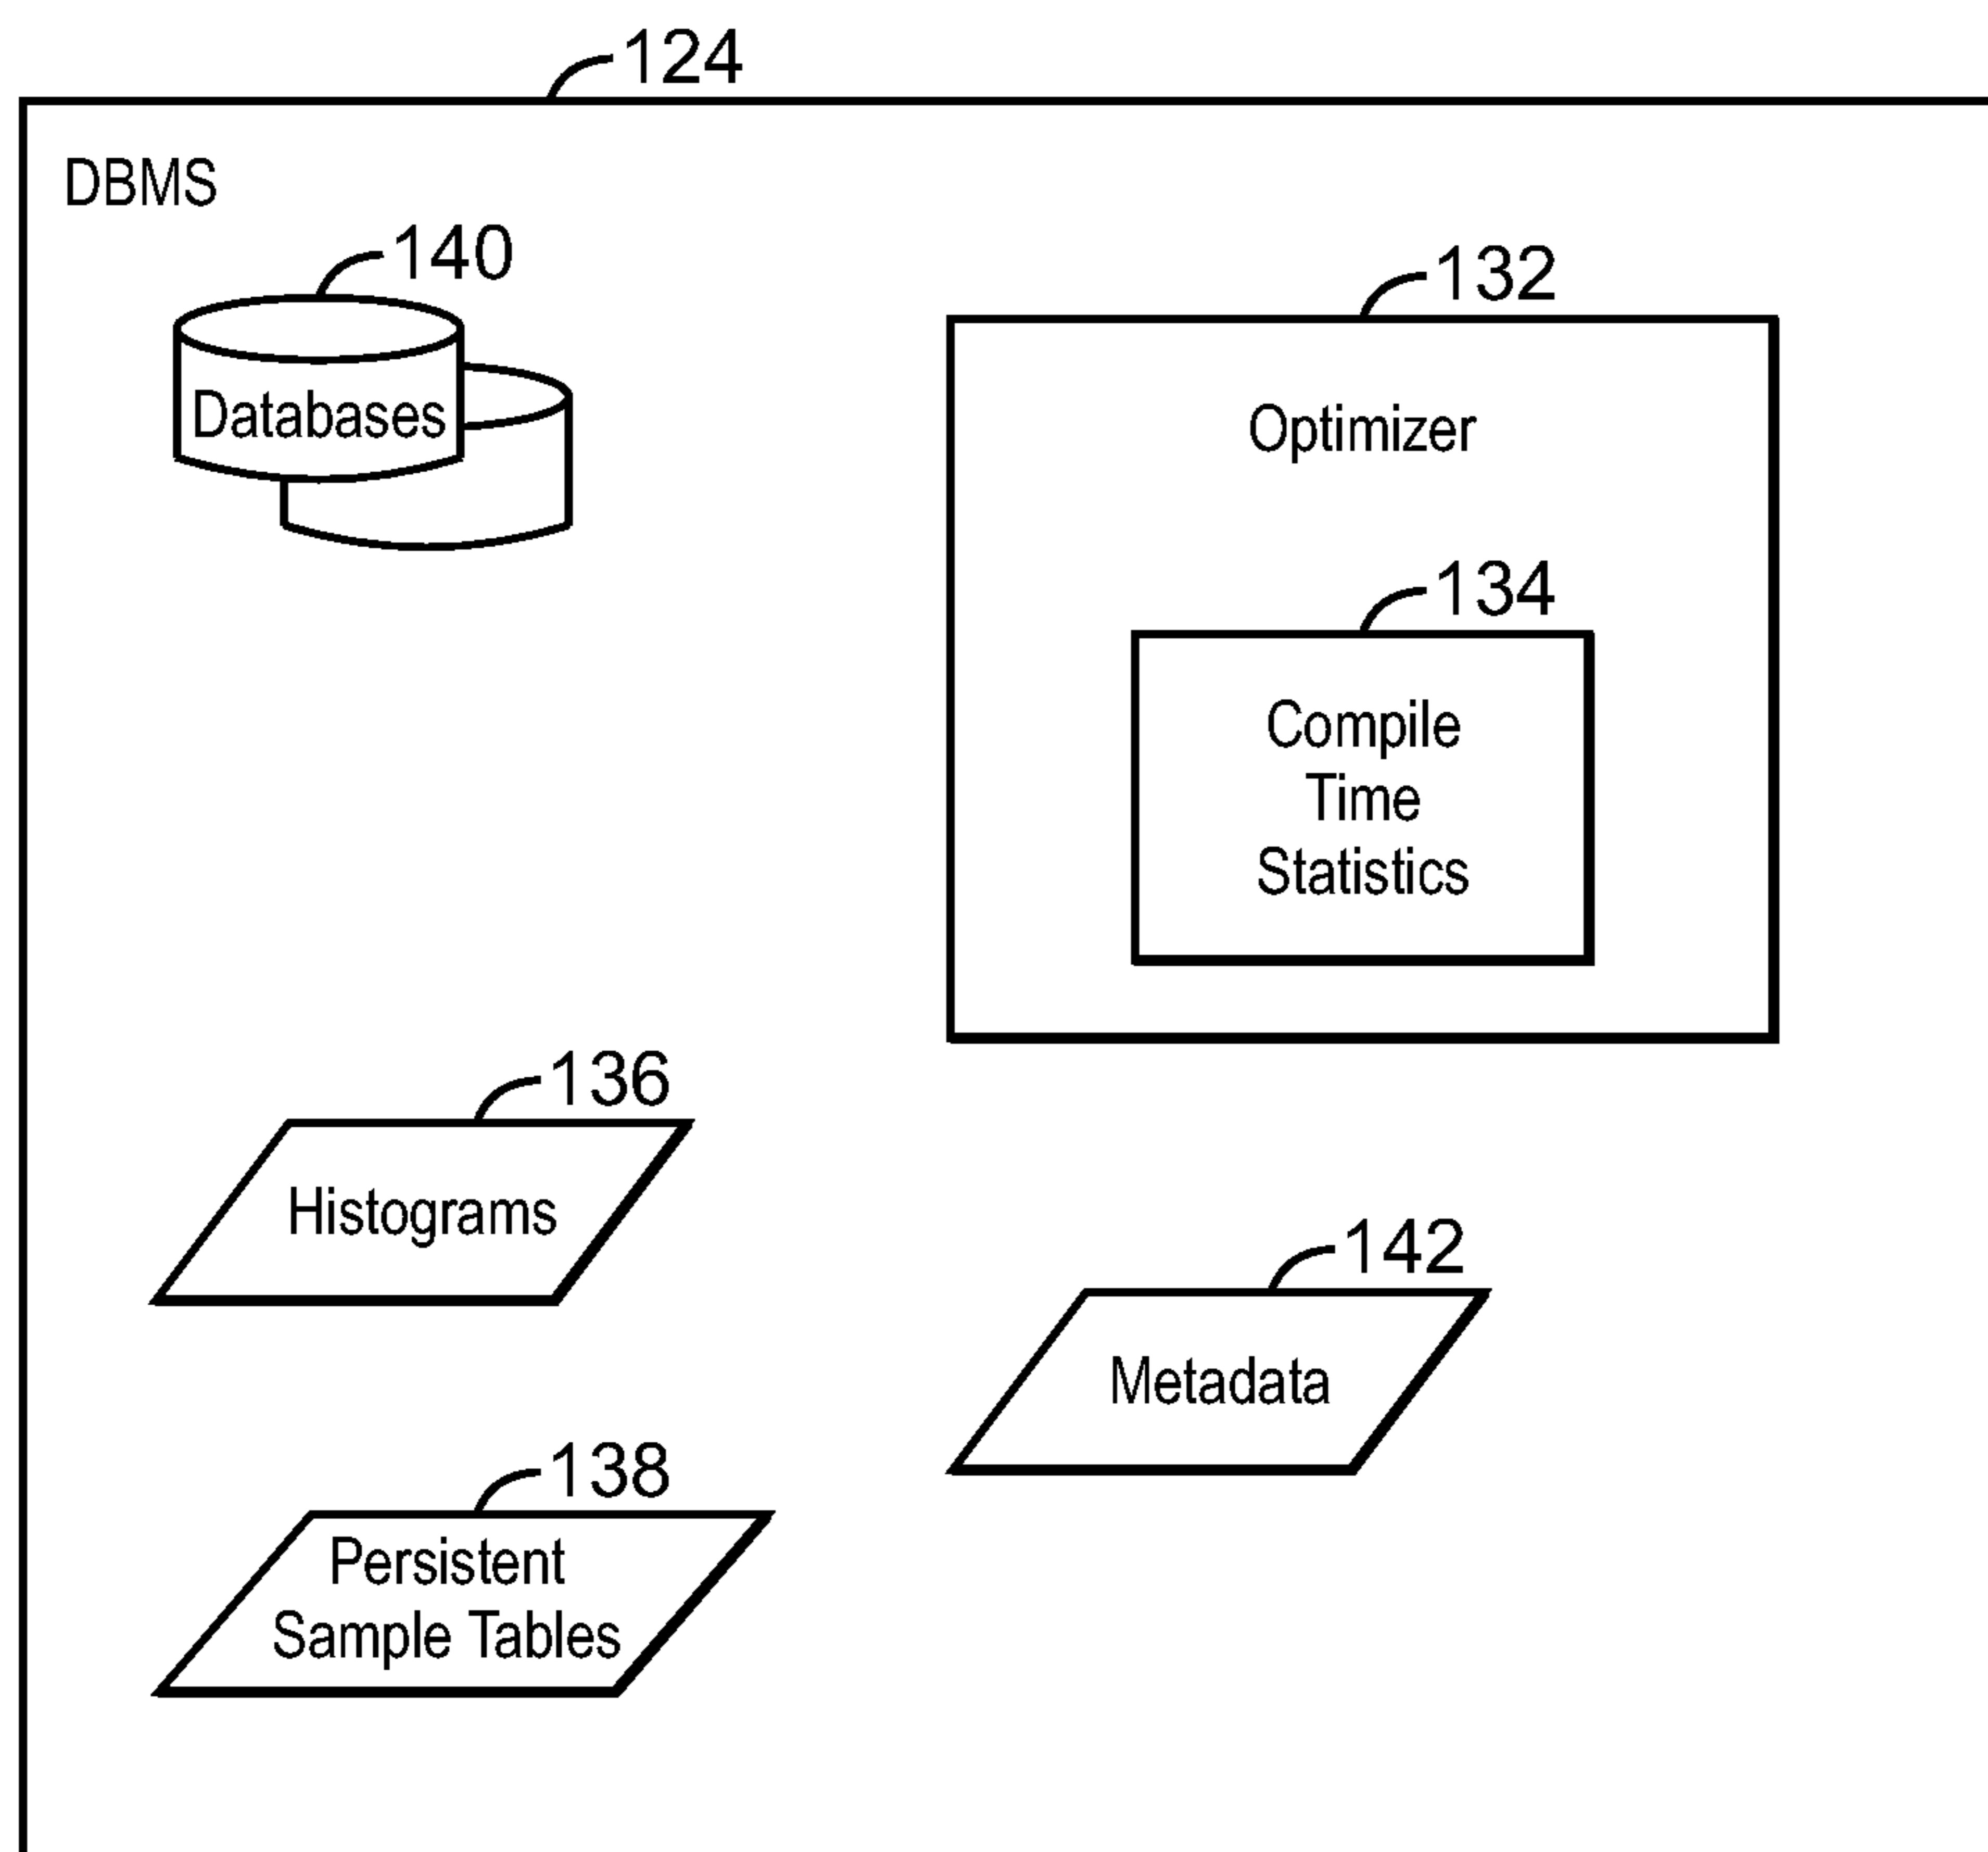 124
DBMS
140
Databases
132
Optimizer
134
Compile
Time
Statistics
136
Histograms
142
Metadata
138
Persistent
Sample Tables